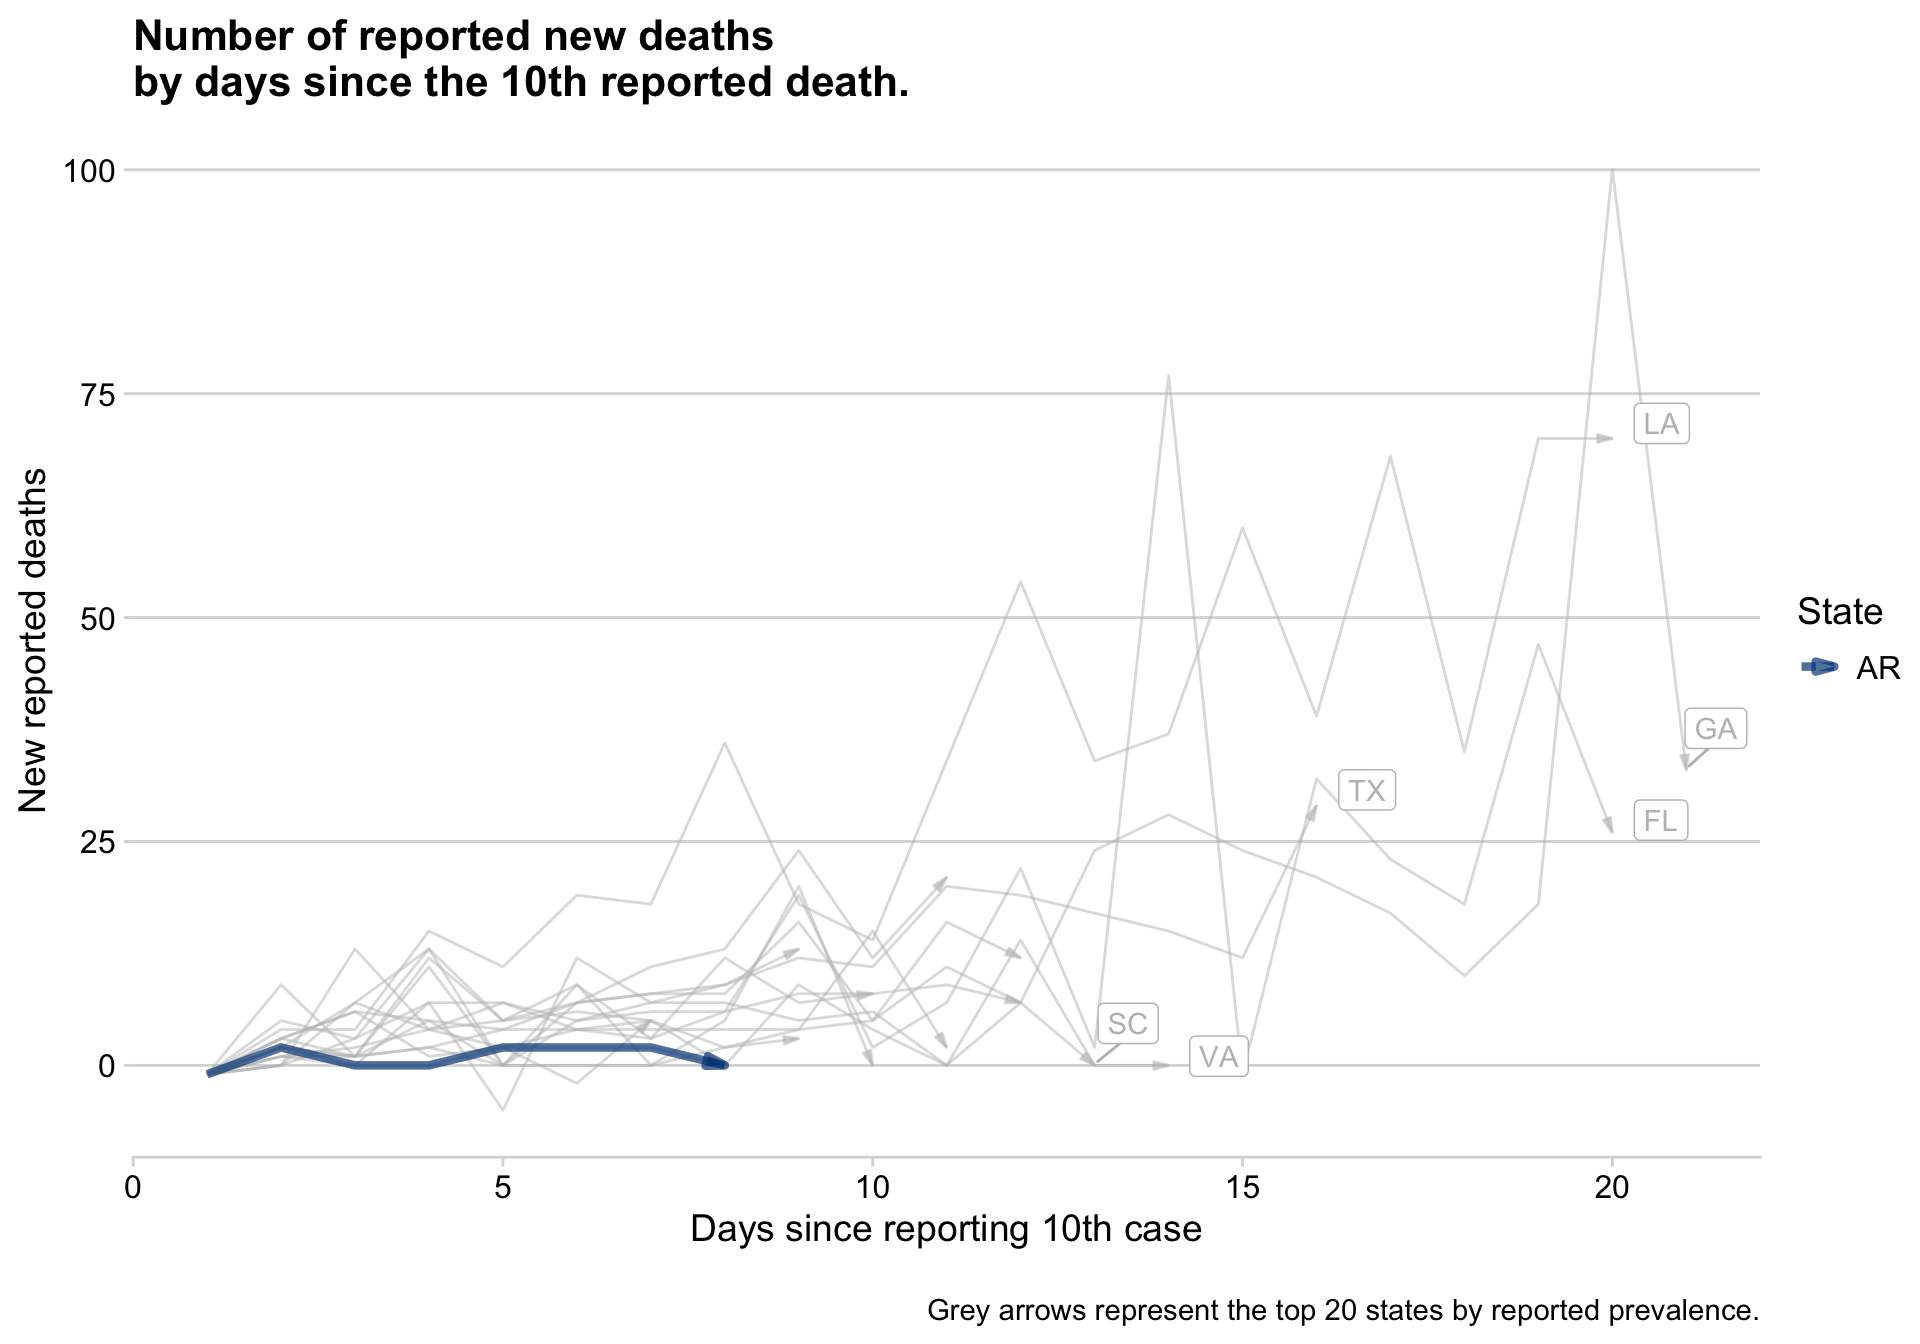 Number of reported new deaths
by days since the 10th reported death.
100
75
50
25
0
New reported deaths
LA
GA
TX
FL
SC
VA
State
AR
0 5 10 15 20
Days since reporting 10th case
Grey arrows represent the top 20 states by reported prevalence.